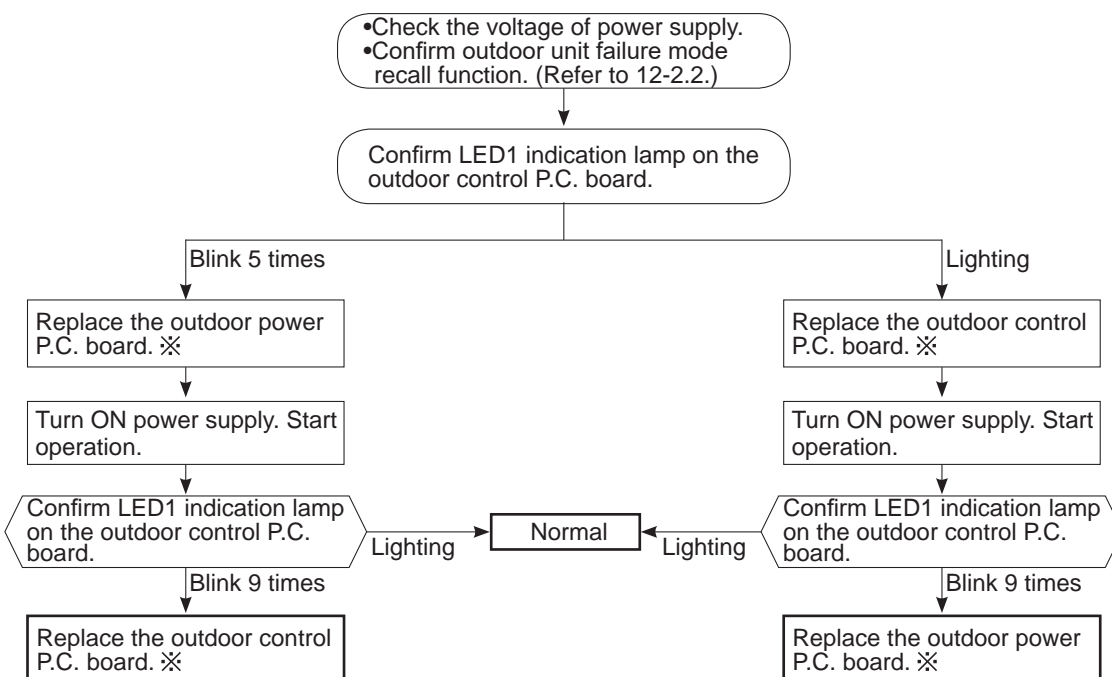 •Check the voltage of power supply.
•Confirm outdoor unit failure mode
recall function. (Refer to 12-2.2.)
Confirm LED1 indication lamp on the
outdoor control P.C. board.
Blink 5 times
Lighting
Replace the outdoor power
P.C. board. ※
Replace the outdoor control
P.C. board. ※
Turn ON power supply. Start
operation.
Turn ON power supply. Start
operation.
Confirm LED1 indication lamp
on the outdoor control P.C.
board.
Lighting
Normal
Lighting
Confirm LED1 indication lamp
on the outdoor control P.C.
board.
Blink 9 times
Blink 9 times
Replace the outdoor control
P.C. board. ※
Replace the outdoor power
P.C. board. ※